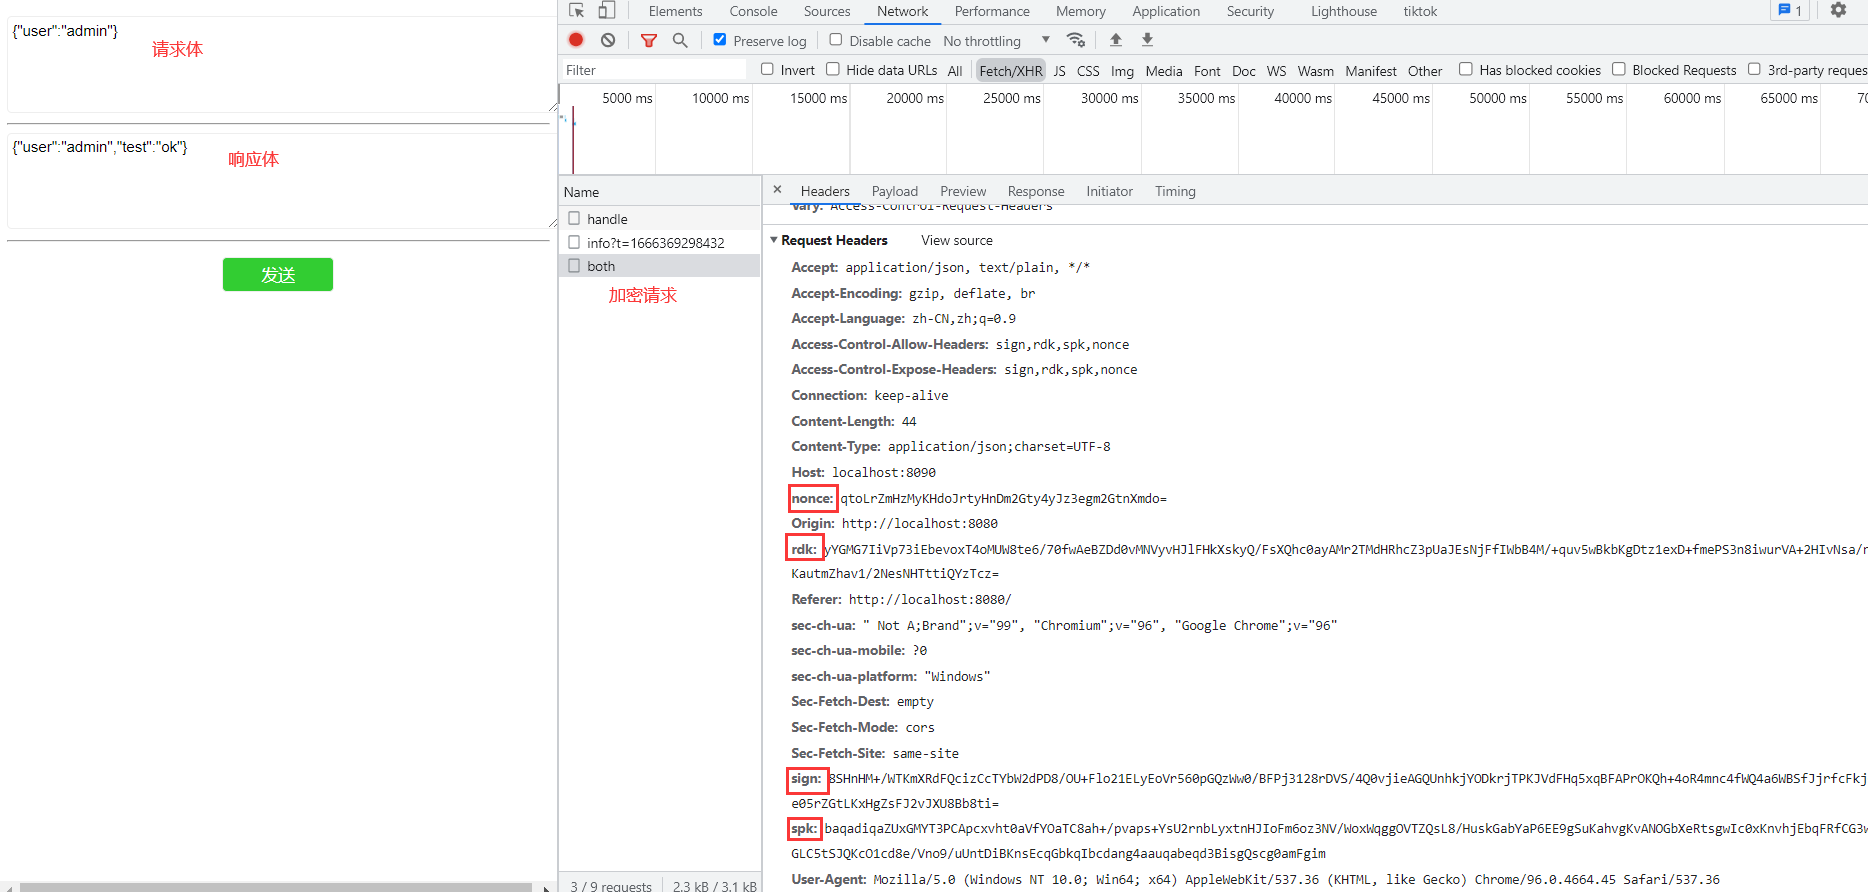 {"user":"admin"}
请求体
{"user":"admin","test":"ok"}
响应体
发送
Elements Console Sources Network Performance Memory Application Security Lighthouse tiktok 1
Preserve log Disable cache No throttling
Filter Invert Hide data URLs All Fetch/XHR JS CSS Img Media Font Doc WS Wasm Manifest Other Has blocked cookies Blocked Requests 3rd-party reques
5000 ms 10000 ms 15000 ms 20000 ms 25000 ms 30000 ms 35000 ms 40000 ms 45000 ms 50000 ms 55000 ms 60000 ms 65000 ms 70
Name
handle
info?t=1666369298432
both
加密请求
3 / 9 requests 2.3 kB / 3.1 kB
× Headers Payload Preview Response Initiator Timing
Vary: Access-Control-Request-Headers
Request Headers View source
Accept: application/json, text/plain, */*
Accept-Encoding: gzip, deflate, br
Accept-Language: zh-CN,zh;q=0.9
Access-Control-Allow-Headers: sign,rdk,spk,nonce
Access-Control-Expose-Headers: sign,rdk,spk,nonce
Connection: keep-alive
Content-Length: 44
Content-Type: application/json;charset=UTF-8
Host: localhost:8090
nonce: qtoLrZmHzMyKHdoJrtyHnDm2Gty4yJz3egm2GtnXmdo=
Origin: http://localhost:8080
rdk: yYGMG7IiVp73iEbevoxT4oMUW8te6/70fwAeBZDd0vMNVyvHJlFHkXskyQ/FsXQhc0ayAMr2TMdHRhcZ3pUaJEsNjFfIWbB4M/+quv5wBkbKgDtz1exD+fmePS3n8iwurVA+2HIvNsa/r
KautmZhav1/2NesNHTttiQYzTcz=
Referer: http://localhost:8080/
sec-ch-ua: " Not A;Brand";v="99", "Chromium";v="96", "Google Chrome";v="96"
sec-ch-ua-mobile: ?0
sec-ch-ua-platform: "Windows"
Sec-Fetch-Dest: empty
Sec-Fetch-Mode: cors
Sec-Fetch-Site: same-site
sign: BSHnHM+/WTKmXRdFQcizCcTYbW2dPD8/OU+Flo21ELyEoVr560pGQzWw0/BFPj3128rDVS/4Q0vjieAGQUnhkjYODkrjTPKJVdFHq5xqBFAPrOKQh+4oR4mnc4fWQ4a6WBSfJjrfcFkj
e05rZGtLKxHgZsFJ2vJXU8Bb8ti=
spk: baqadiqaZUxGMYT3PCApcxvht0aVfYOaTC8ah+/pvaps+YsU2rnbLyxtnHJIoFm6oz3NV/WoxWqggOVTZQsL8/HuskGabYaP6EE9gSuKahvgKvANOGbXeRtsgwIc0xKnvhjEbqFRfCG3w
GLC5tSJQKcO1cd8e/Vno9/uUntDiBKnsEcqGbkqIbcdang4aauqabeqd3BisgQscg0amFgim
User-Agent: Mozilla/5.0 (Windows NT 10.0; Win64; x64) AppleWebKit/537.36 (KHTML, like Gecko) Chrome/96.0.4664.45 Safari/537.36